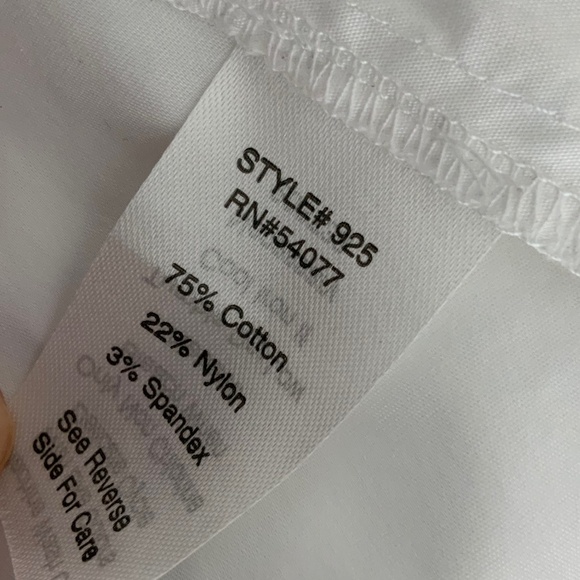 STYLE# 925
RN#54077
75% Cotton
22% Nylon
3% Spandex
See Reverse
Side For Care